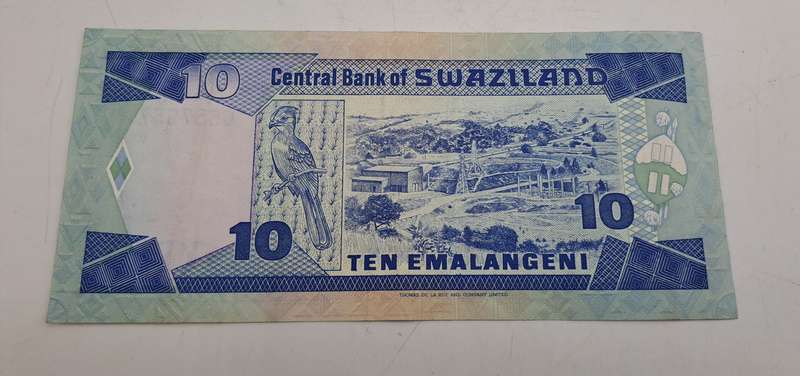 10
Central Bank of SWAZILAND
10
10
TEN EMALANGENI
THOMAS DE LA RUE AND COMPANY LIMITED